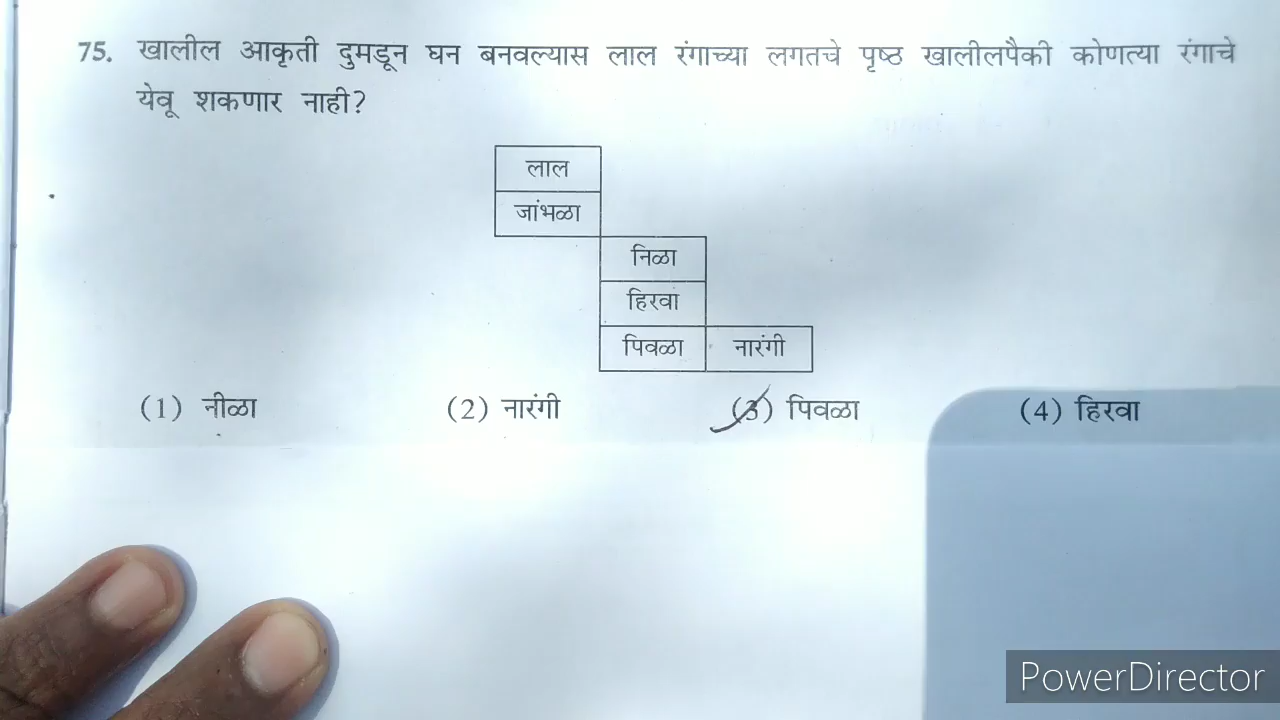 75. खालील आकृती दुमडून घन बनवल्यास लाल रंगाच्या लगतचे पृष्ठ खालीलपैकी कोणत्या रंगाचे
येवू शकणार नाही?
लाल
जांभळा
निळा
हिरवा
पिवळा नारंगी
(1) नीळा (2) नारंगी (3) पिवळा (4) हिरवा
PowerDirector